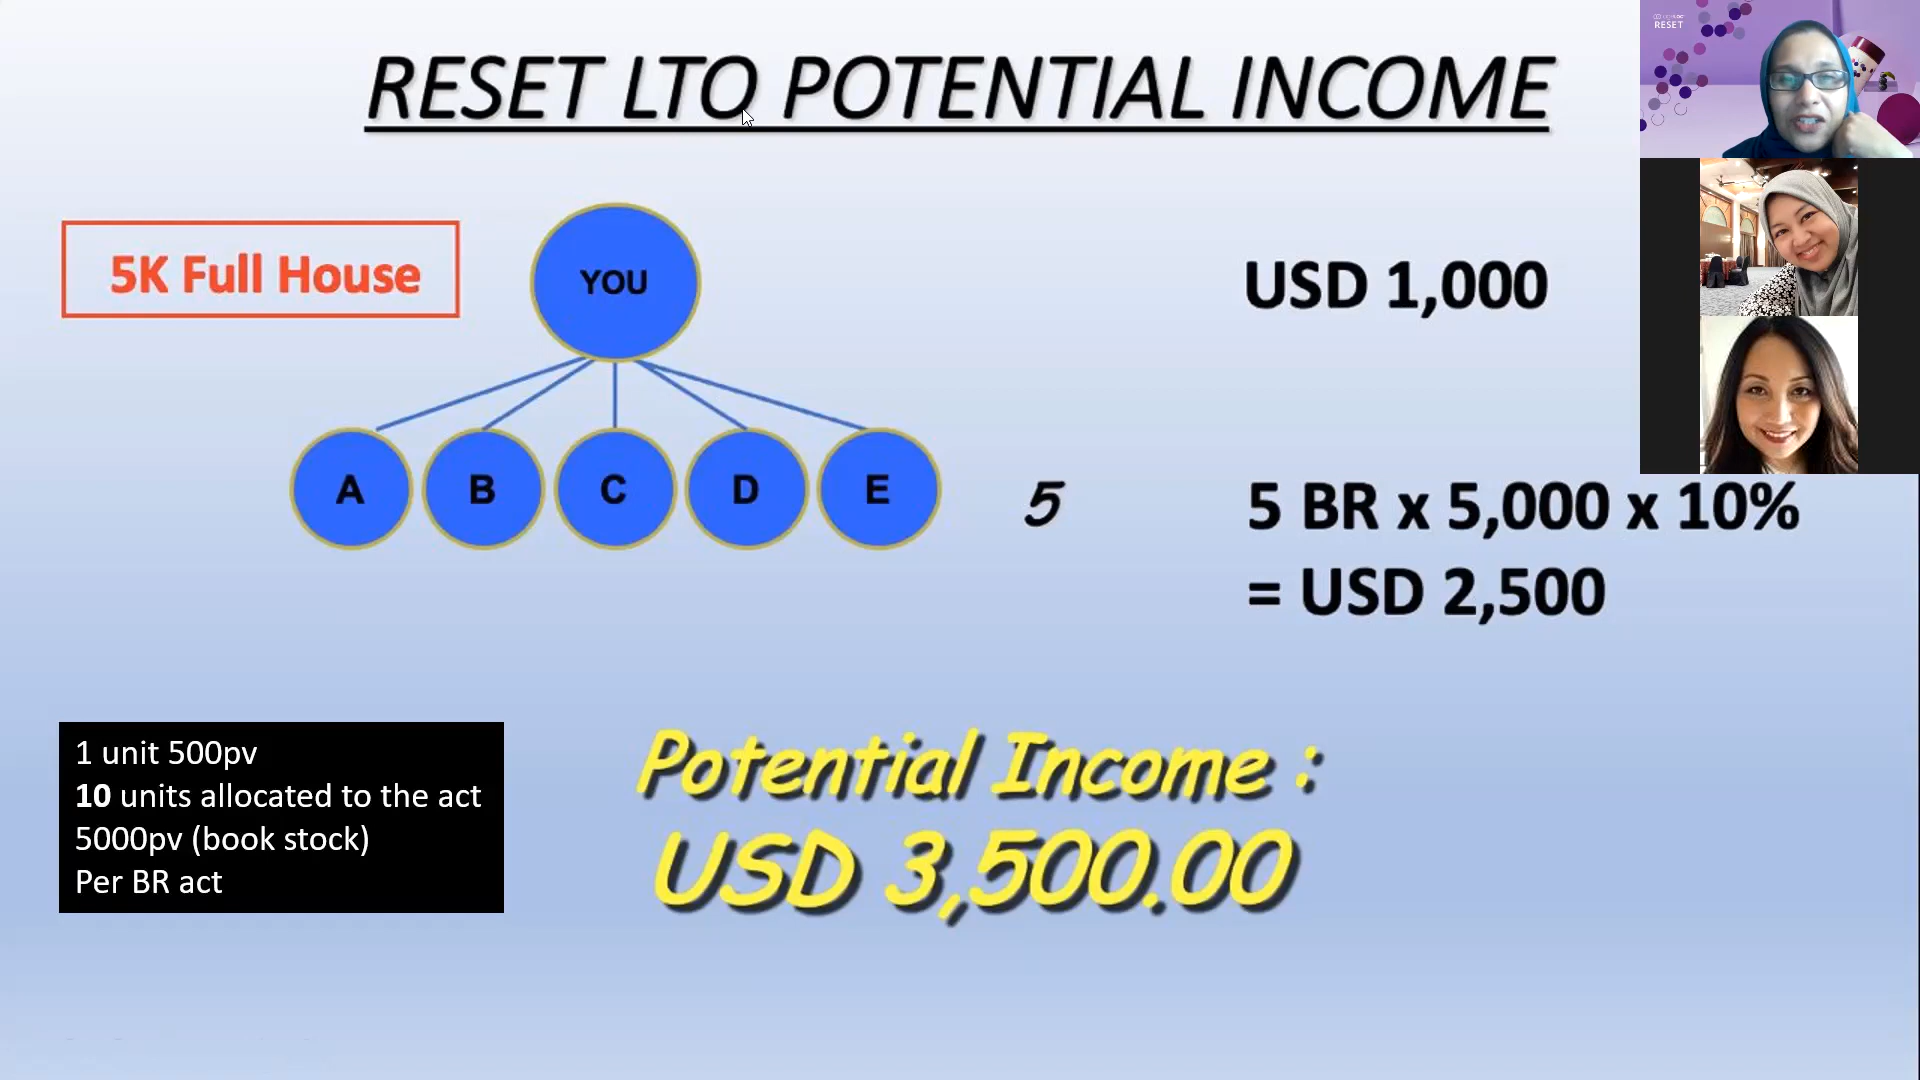 RESET LTO POTENTIAL INCOME
RESET
5K Full House
YOU
USD 1,000
A B C D E
5
5 BR x 5,000 x 10%
= USD 2,500
1 unit 500pv
10 units allocated to the act
5000pv (book stock)
Per BR act
Potential Income :
USD 3,500.00